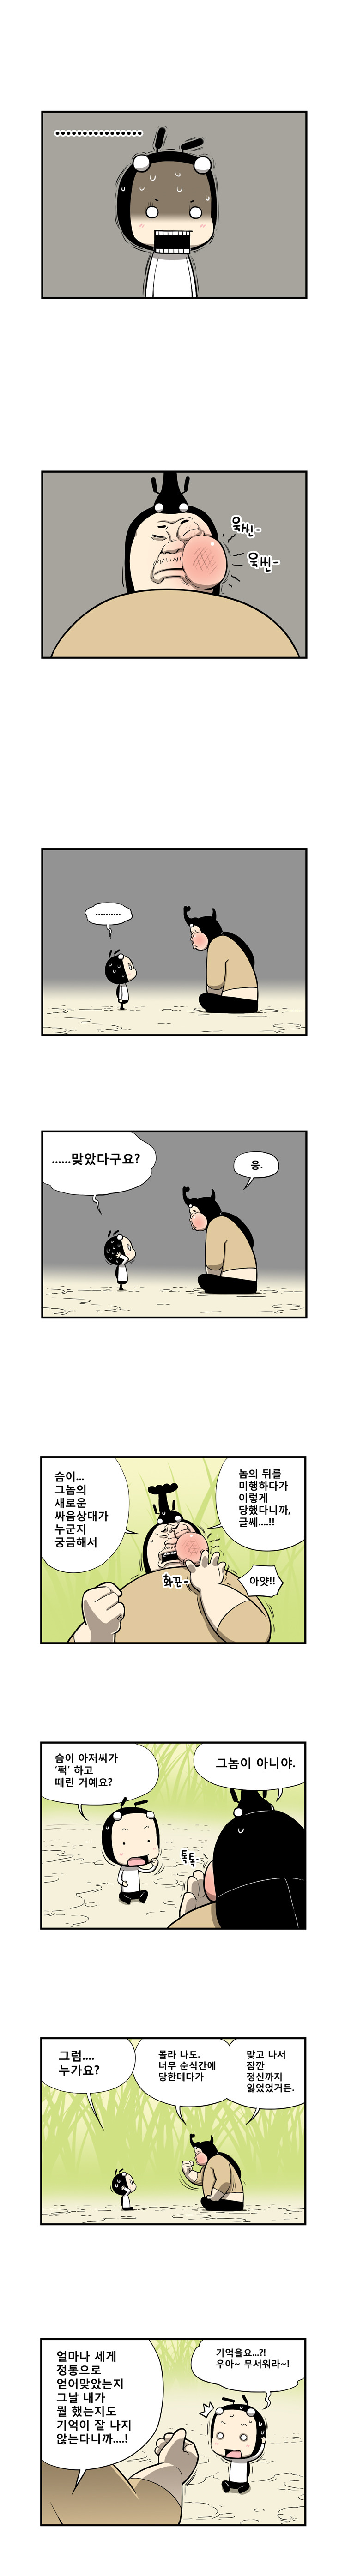 ..................
욱씬-
욱씬-
..........
......맞았다구요?
응.
슴이...
그놈의
새로운
싸움상대가
누군지
궁금해서
놈의 뒤를
미행하다가
이렇게
당했다니까,
글쎄....!!
화끈-
아얏!!
슴이 아저씨가
'퍽' 하고
때린 거예요?
그놈이 아니야.
톡톡-
그럼....
누가요?
몰라 나도.
너무 순식간에
당한데다가
맞고 나서
잠깐
정신까지
잃었었거든.
얼마나 세게
정통으로
얻어맞았는지
그날 내가
뭘 했는지도
기억이 잘 나지
않는다니까....!
기억을요...?!
우아~ 무서워라~!